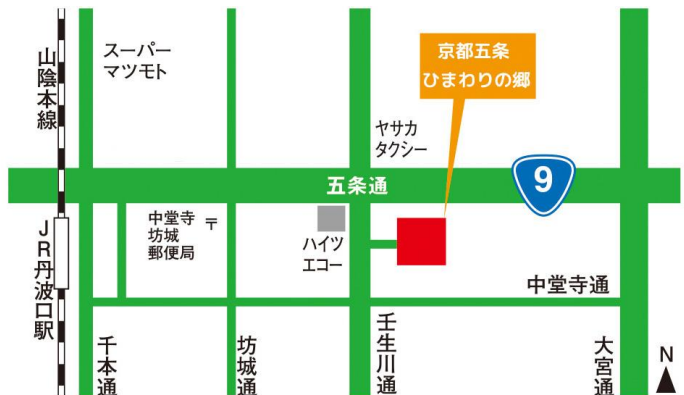 山陰本線
スーパー
マツモト
京都五条
ひまわりの郷
ヤサカ
タクシー
五条通
9
中堂寺
坊城
郵便局
〒
ハイツ
エコー
JR丹波口駅
中堂寺通
千本通
坊城通
壬生川通
大宮通
N